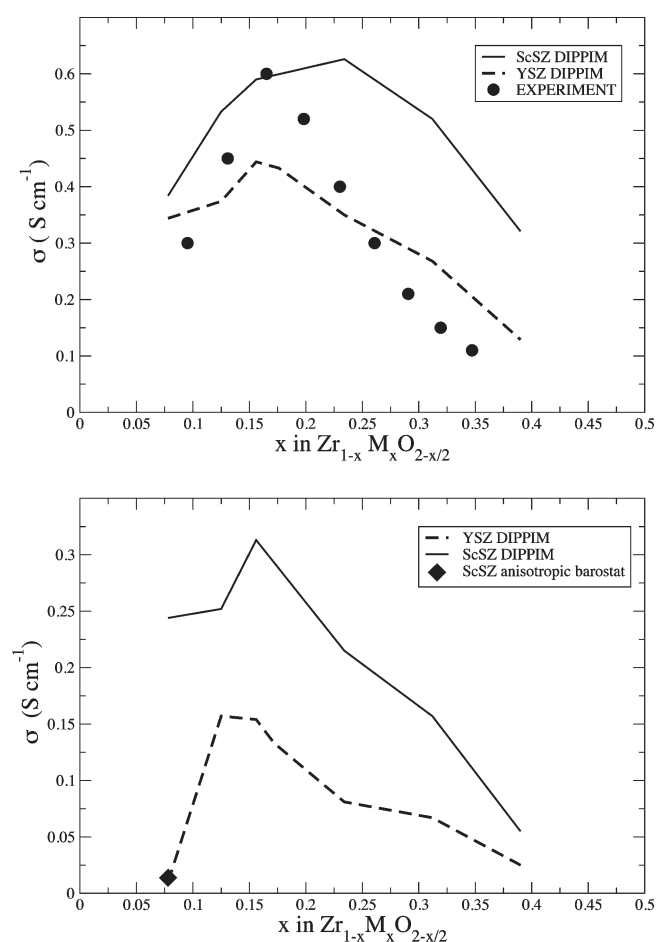 0.6
0.5
0.4
0.3
0.2
0.1
0
σ ( S cm⁻¹)
ScSZ DIPPIM
YSZ DIPPIM
EXPERIMENT
0 0.05 0.1 0.15 0.2 0.25 0.3 0.35 0.4 0.45 0.5
x in Zr₁₋ₓ MₓO₂₋ₓ/₂
0.3
0.25
0.2
0.15
0.1
0.05
0
σ (S cm⁻¹)
YSZ DIPPIM
ScSZ DIPPIM
ScSZ anisotropic barostat
0 0.05 0.1 0.15 0.2 0.25 0.3 0.35 0.4 0.45 0.5
x in Zr₁₋ₓMₓO₂₋ₓ/₂